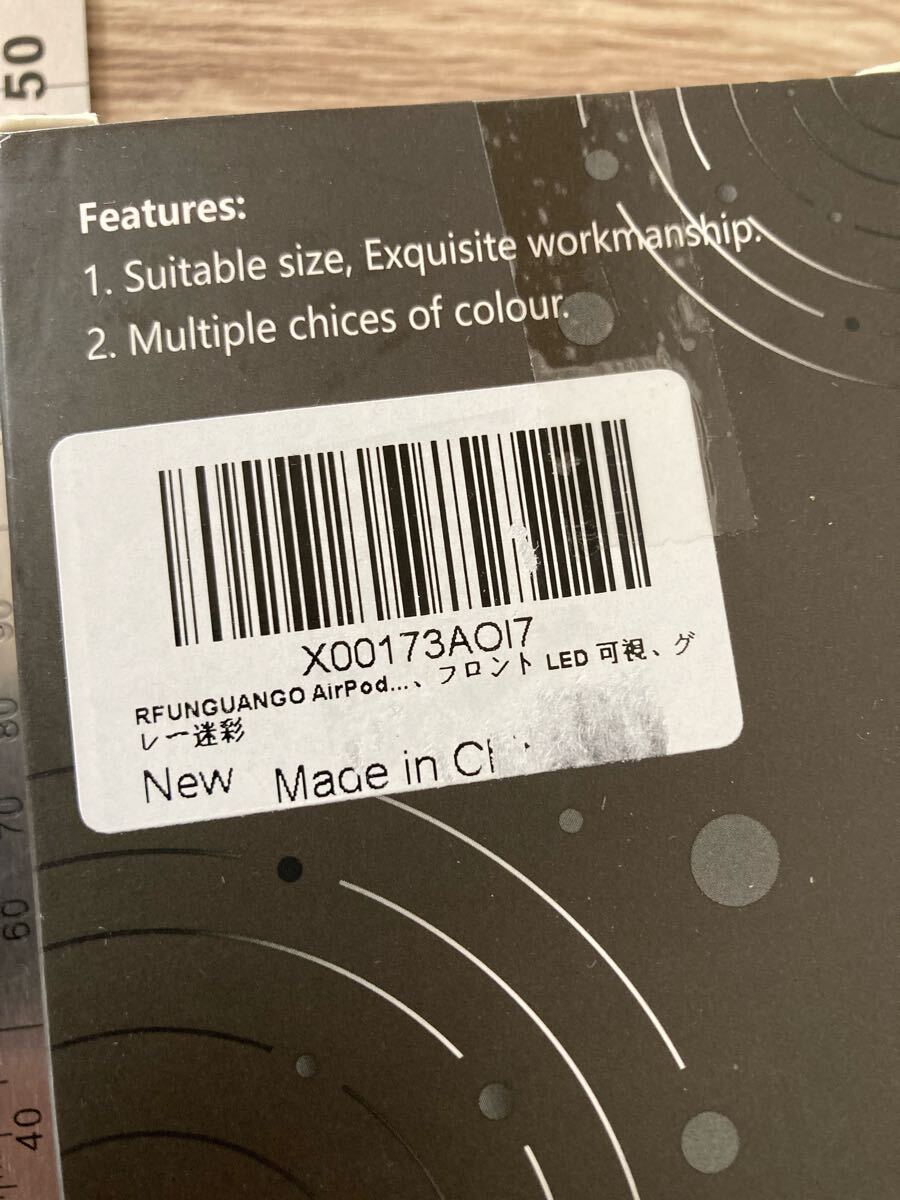 50
Features:
1. Suitable size, Exquisite workmanship.
2. Multiple chices of colour.
X00173AOI7
RFUNGUANGO AirPod...、フロント LED 可視、グ
レー迷彩
New Made in
90
80
70
60
40